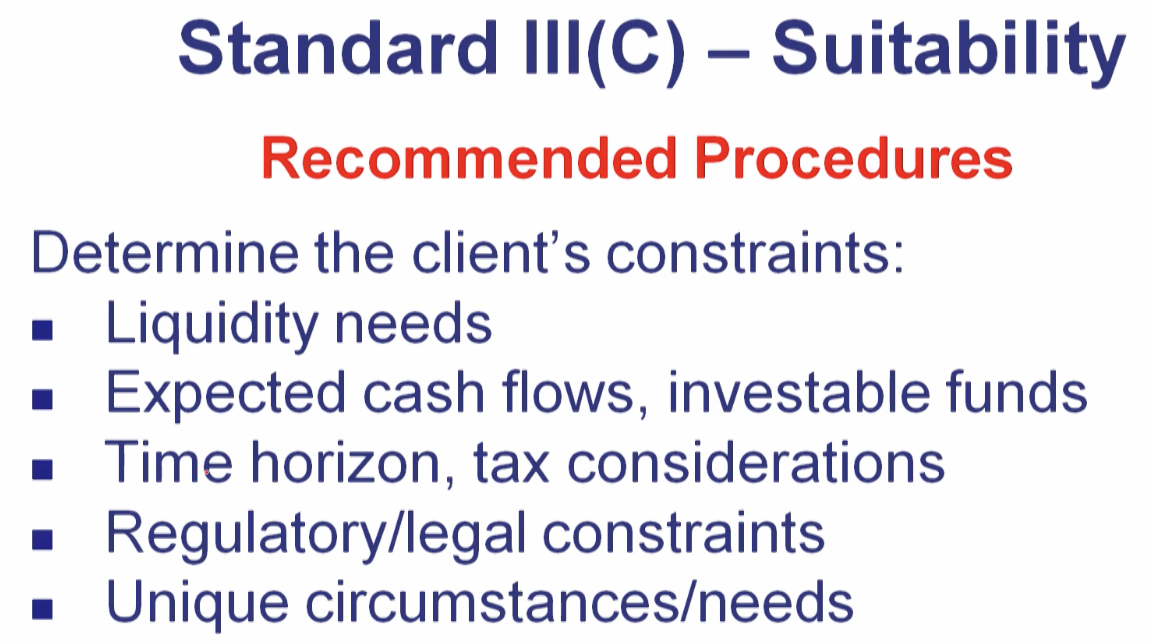 Standard III(C) – Suitability
Recommended Procedures
Determine the client’s constraints:
■ Liquidity needs
■ Expected cash flows, investable funds
■ Time horizon, tax considerations
■ Regulatory/legal constraints
■ Unique circumstances/needs